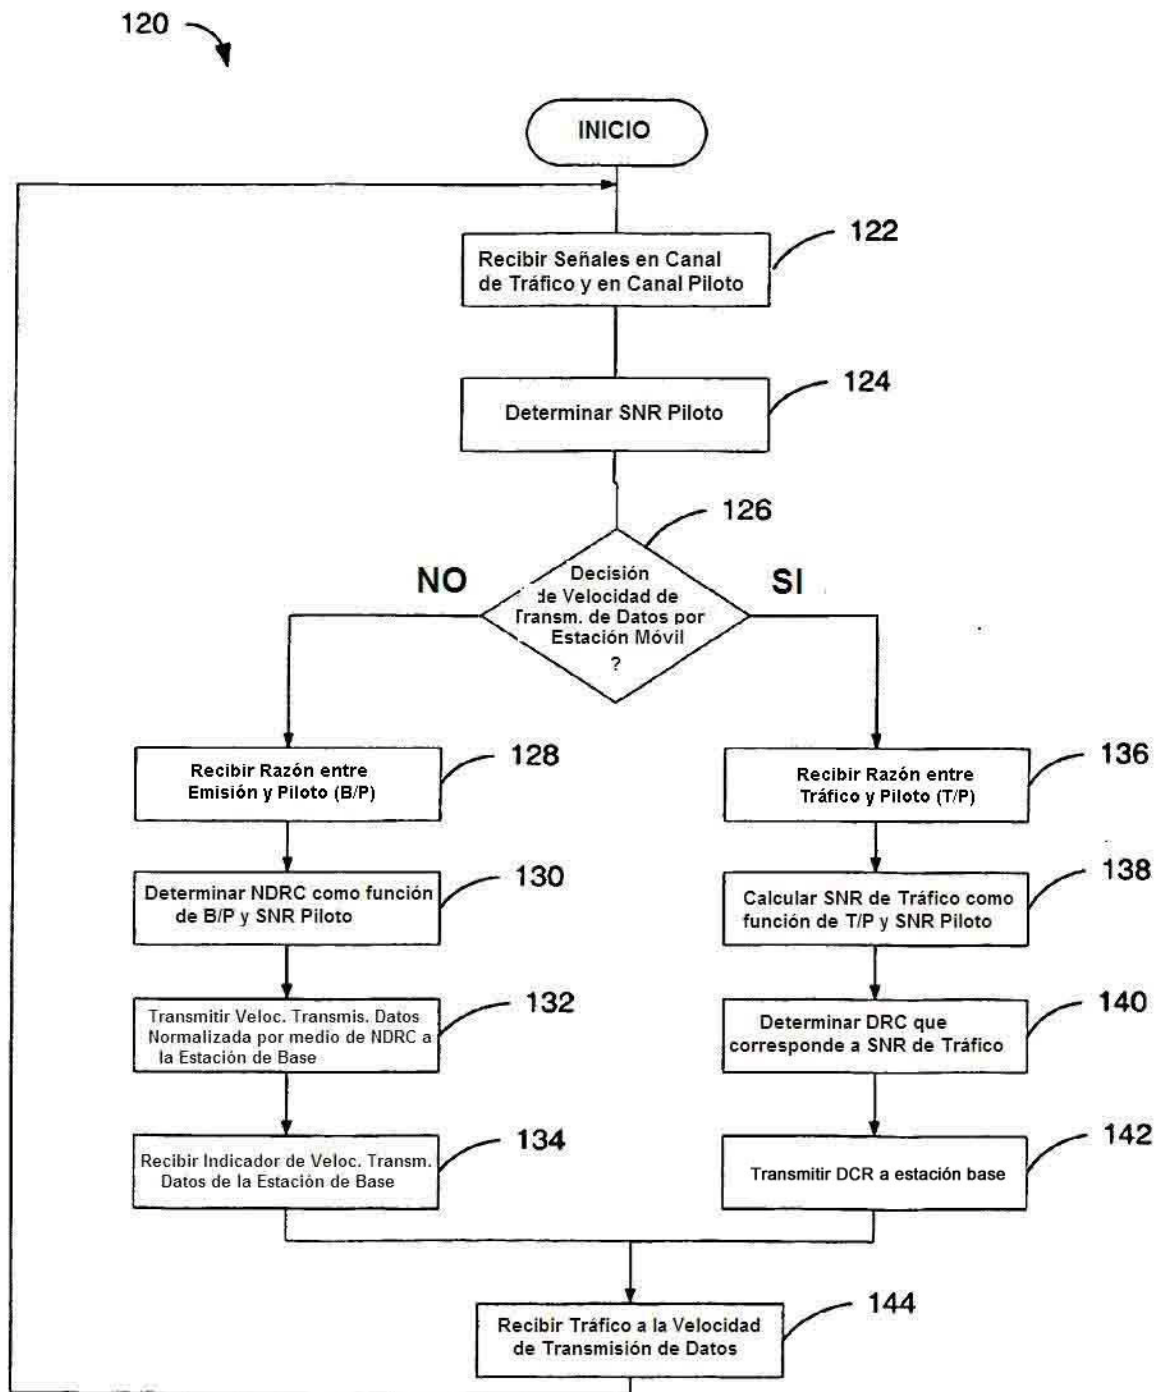 120
INICIO
122
Recibir Señales en Canal
de Tráfico y en Canal Piloto
124
Determinar SNR Piloto
126
NO
SI
Decisión
de Velocidad de
Transm. de Datos por
Estación Móvil
?
128
Recibir Razón entre
Emisión y Piloto (B/P)
136
Recibir Razón entre
Tráfico y Piloto (T/P)
130
Determinar NDRC como función
de B/P y SNR Piloto
138
Calcular SNR de Tráfico como
función de T/P y SNR Piloto
132
Transmitir Veloc. Transmis. Datos
Normalizada por medio de NDRC a
la Estación de Base
140
Determinar DRC que
corresponde a SNR de Tráfico
134
Recibir Indicador de Veloc. Transm.
Datos de la Estación de Base
142
Transmitir DCR a estación base
144
Recibir Tráfico a la Velocidad
de Transmisión de Datos